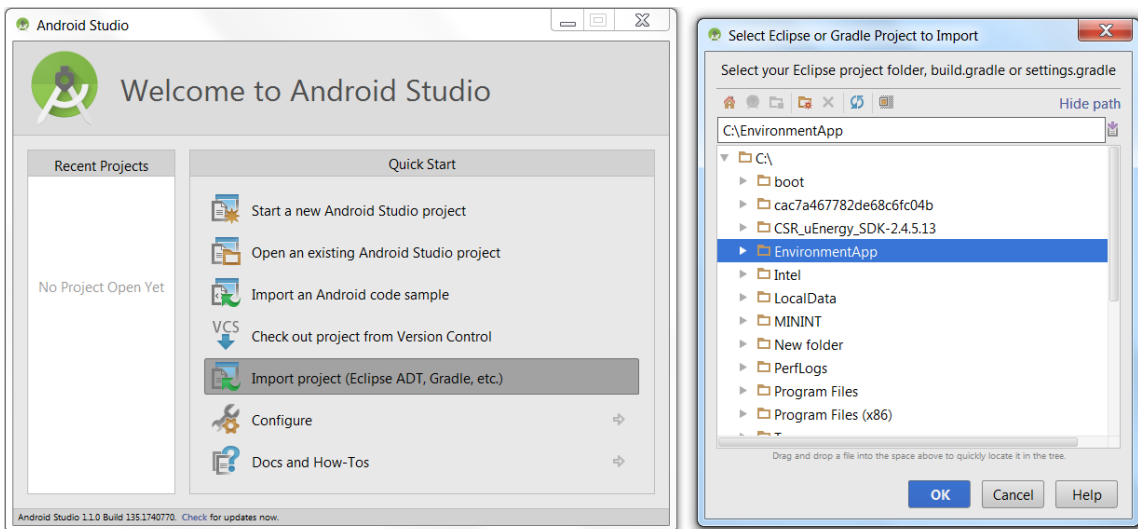 Android Studio
Welcome to Android Studio
Recent Projects
No Project Open Yet
Quick Start
Start a new Android Studio project
Open an existing Android Studio project
Import an Android code sample
VCS
Check out project from Version Control
Import project (Eclipse ADT, Gradle, etc.)
Configure
Docs and How-Tos
Android Studio 1.1.0 Build 135.1740770. Check for updates now.
Select Eclipse or Gradle Project to Import
Select your Eclipse project folder, build.gradle or settings.gradle
Hide path
C:\EnvironmentApp
C:\
boot
cac7a467782de68c6fc04b
CSR_uEnergy_SDK-2.4.5.13
EnvironmentApp
Intel
LocalData
MININT
New folder
PerfLogs
Program Files
Program Files (x86)
Drag and drop a file into the space above to quickly locate it in the tree.
OK Cancel Help